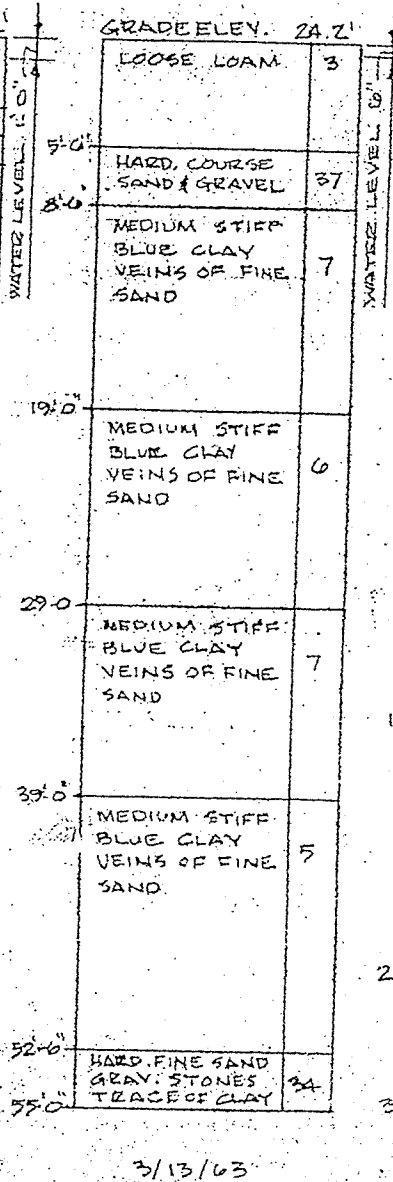 GRADE ELEV. 24.2'
WATER LEVEL 1'0"
LOOSE LOAM
3
5'-0"
HARD, COURSE
SAND & GRAVEL
37
8'-6"
MEDIUM STIFF
BLUE CLAY
VEINS OF FINE
SAND
7
WATER LEVEL 6"
19'-0"
MEDIUM STIFF
BLUE CLAY
VEINS OF FINE
SAND
6
29-0
MEDIUM STIFF
BLUE CLAY
VEINS OF FINE
SAND
7
39'-0"
MEDIUM STIFF
BLUE CLAY
VEINS OF FINE
SAND
5
52'-6"
HARD. FINE SAND
GRAV. STONES
TRACE OF CLAY
34
55'-0"
3/13/63